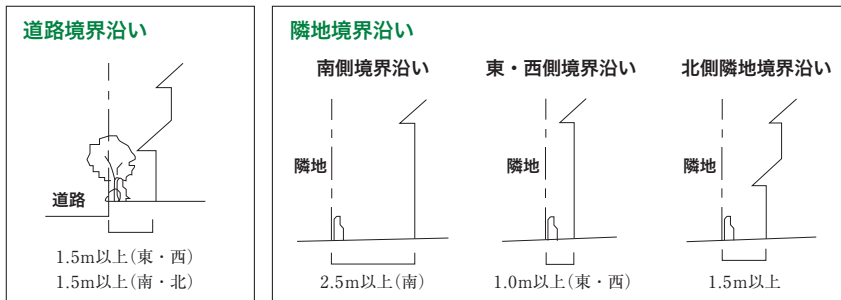 道路境界沿い
道路
1.5m以上(東・西)
1.5m以上(南・北)
隣地境界沿い
南側境界沿い
隣地
2.5m以上(南)
東・西側境界沿い
隣地
1.0m以上(東・西)
北側隣地境界沿い
隣地
1.5m以上